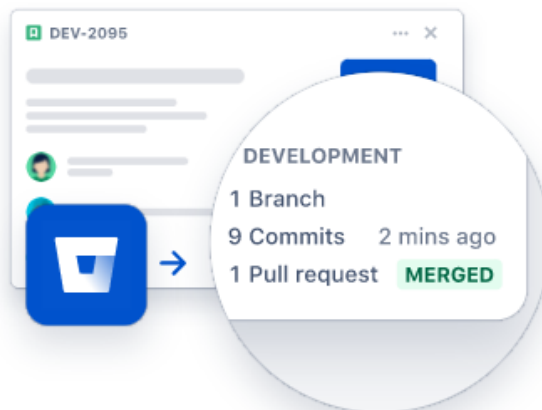 DEV-2095
DEVELOPMENT
1 Branch
9 Commits 2 mins ago
1 Pull request MERGED